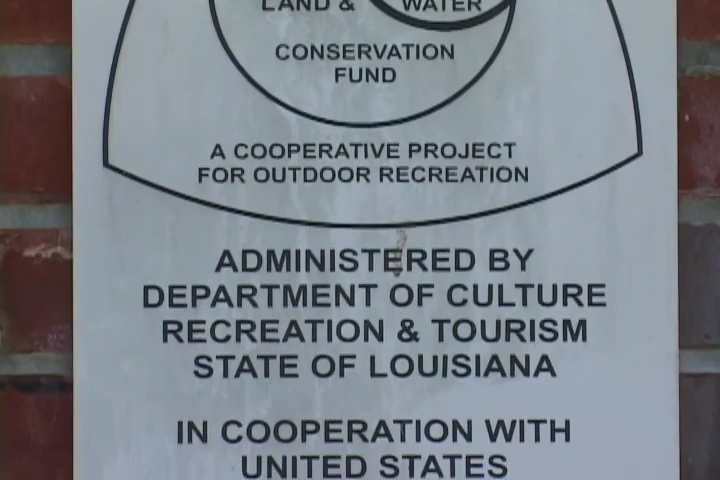 LAND & WATER
CONSERVATION
FUND
A COOPERATIVE PROJECT
FOR OUTDOOR RECREATION
ADMINISTERED BY
DEPARTMENT OF CULTURE
RECREATION & TOURISM
STATE OF LOUISIANA
IN COOPERATION WITH
UNITED STATES